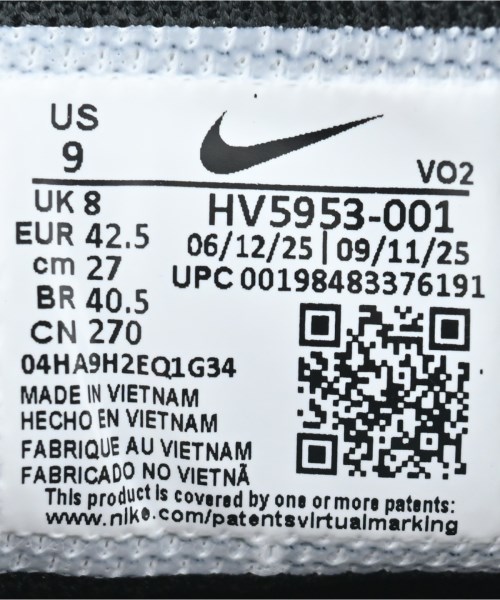 US
9
VO2
UK 8
EUR 42.5
cm 27
BR 40.5
CN 270
HV5953-001
06/12/25 | 09/11/25
UPC 00198483376191
04HA9H2EQ1G34
MADE IN VIETNAM
HECHO EN VIETNAM
FABRIQUE AU VIETNAM
FABRICADO NO VIETNÃ
This product is covered by one or more patents:
www.nike.com/patentsvirtualmarking